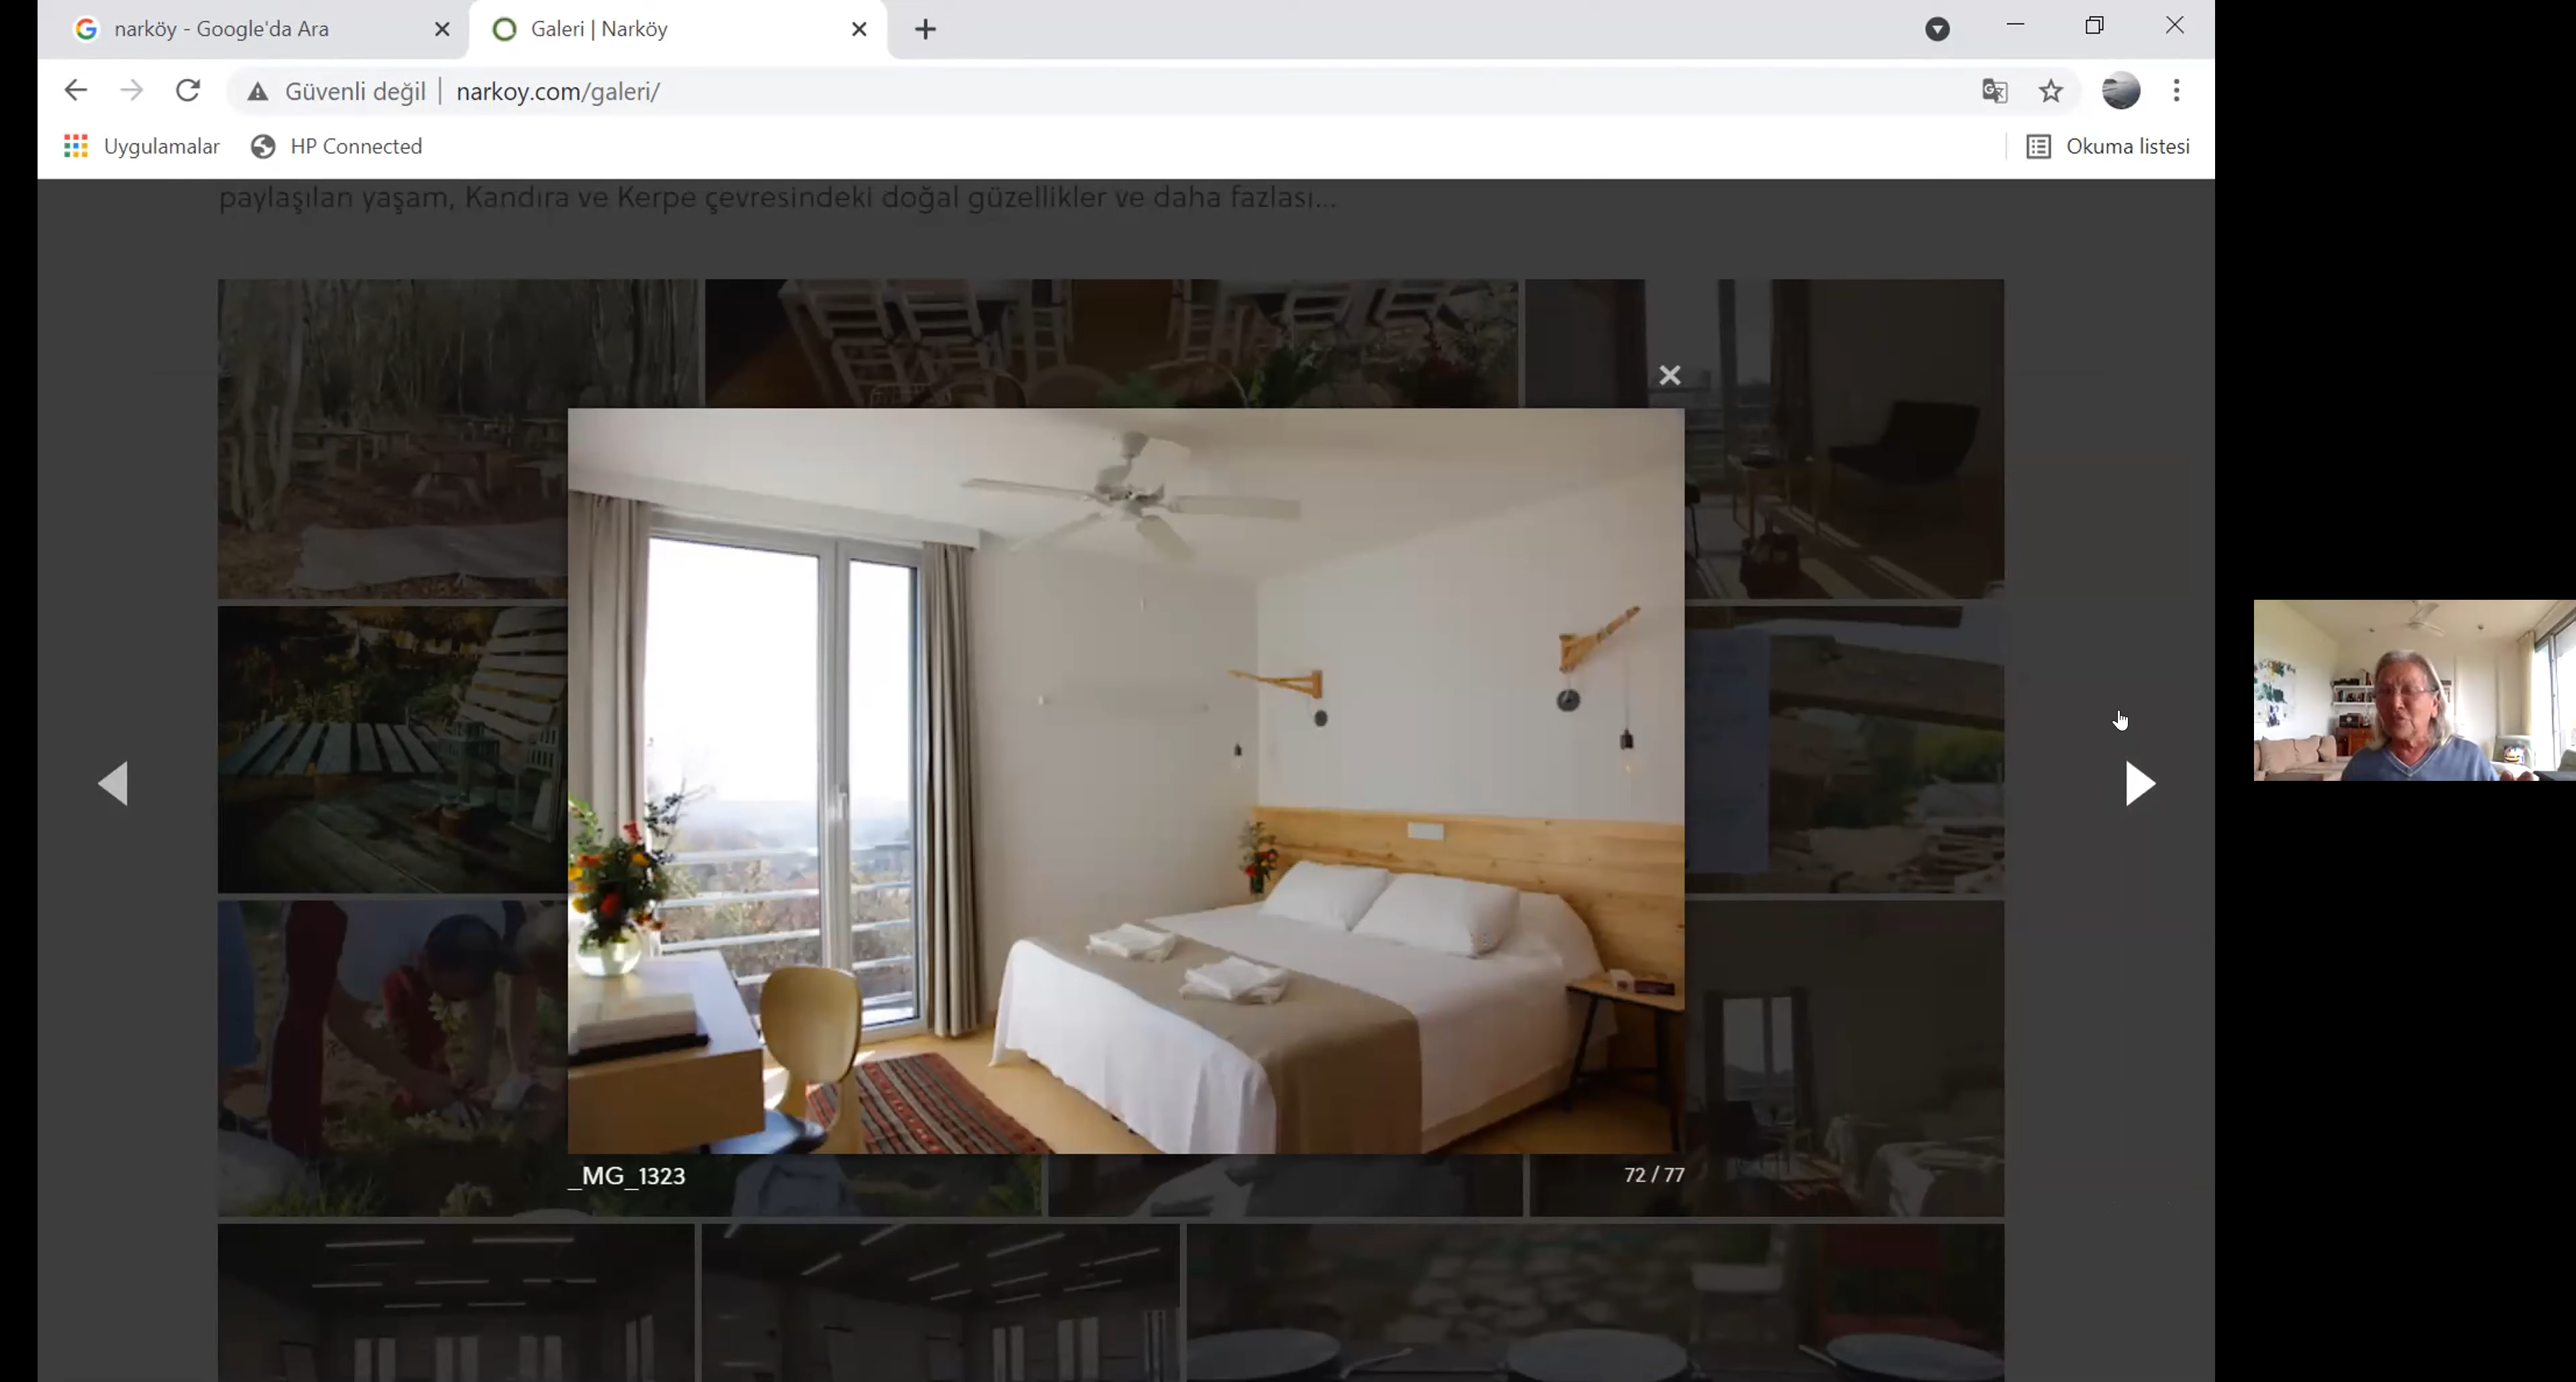 narköy - Google'da Ara
Galeri | Narköy
Güvenli değil
narkoy.com/galeri/
Uygulamalar
HP Connected
Okuma listesi
paylaşılan yaşam, Kandıra ve Kerpe çevresindeki doğal güzellikler ve daha fazlası...
_MG_1323
72 / 77